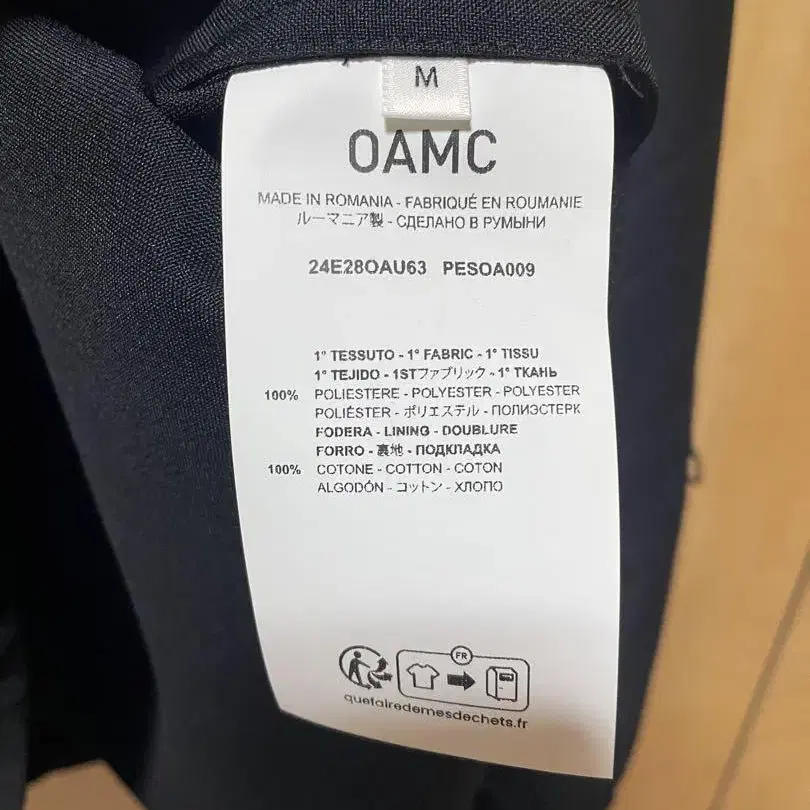 M
OAMC
MADE IN ROMANIA - FABRIQUÉ EN ROUMANIE
ルーマニア製 - СДЕЛАНО В РУМЫНИ
24E28OAU63 PESOA009
1° TESSUTO - 1° FABRIC - 1° TISSU
1° TEJIDO - 1STファブリック - 1° ТКАНЬ
100% POLIESTERE - POLYESTER - POLYESTER
POLIÉSTER - ポリエステル - ПОЛИЭСТЕРК
FODERA - LINING - DOUBLURE
FORRO - 裏地 - ПОДКЛАДКА
100% COTONE - COTTON - COTON
ALGODÓN - コットン - ХЛОПО
FR
quefairedemesdechets.fr